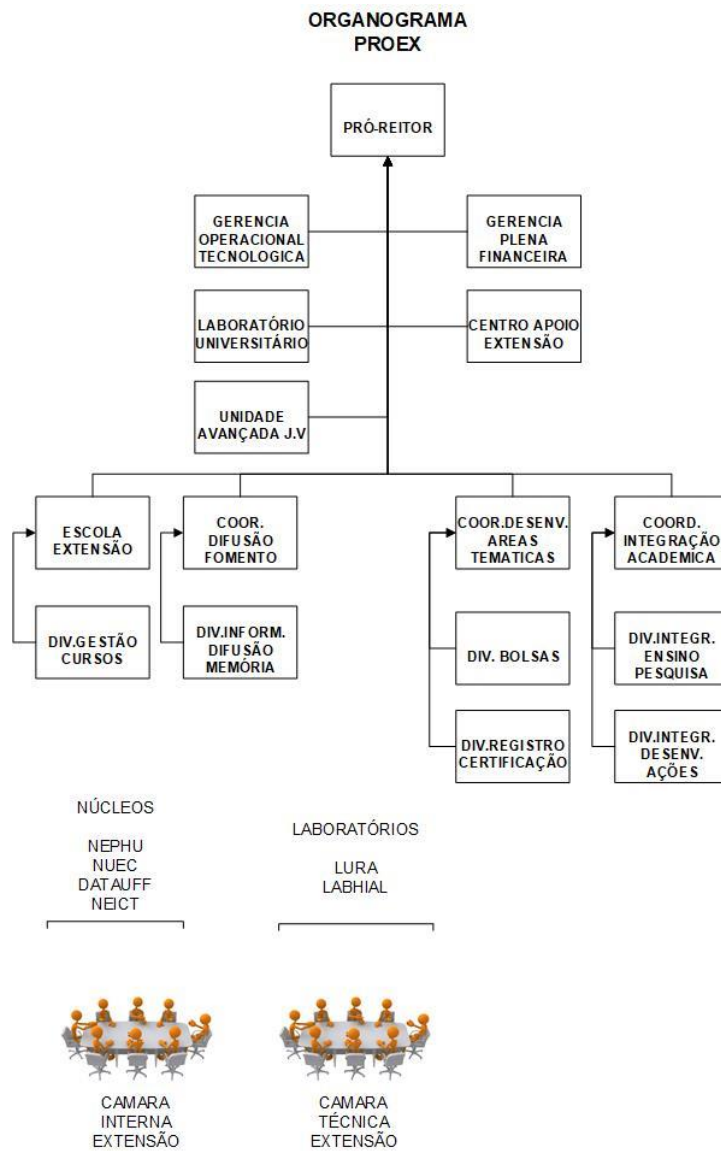 ORGANOGRAMA
PROEX
PRÓ-REITOR
GERENCIA
OPERACIONAL
TECNOLOGICA
GERENCIA
PLENA
FINANCEIRA
LABORATÓRIO
UNIVERSITÁRIO
CENTRO APOIO
EXTENSÃO
UNIDADE
AVANÇADA J.V
ESCOLA
EXTENSÃO
COOR.
DIFUSÃO
FOMENTO
COOR.DESENV.
AREAS
TEMATICAS
COORD.
INTEGRAÇÃO
ACADEMICA
DIV.GESTÃO
CURSOS
DIV.INFORM.
DIFUSÃO
MEMÓRIA
DIV. BOLSAS
DIV.INTEGR.
ENSINO
PESQUISA
DIV.REGISTRO
CERTIFICAÇÃO
DIV.INTEGR.
DESENV.
AÇÕES
NÚCLEOS
NEPHU
NUEC
DATAUFF
NEICT
LABORATÓRIOS
LURA
LABHIAL
CAMARA
INTERNA
EXTENSÃO
CAMARA
TÉCNICA
EXTENSÃO